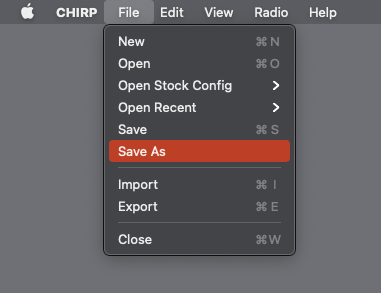 CHIRP File Edit View Radio Help
New ⌘ N
Open ⌘ O
Open Stock Config
Open Recent
Save ⌘ S
Save As
Import ⌘ I
Export ⌘ E
Close ⌘ W